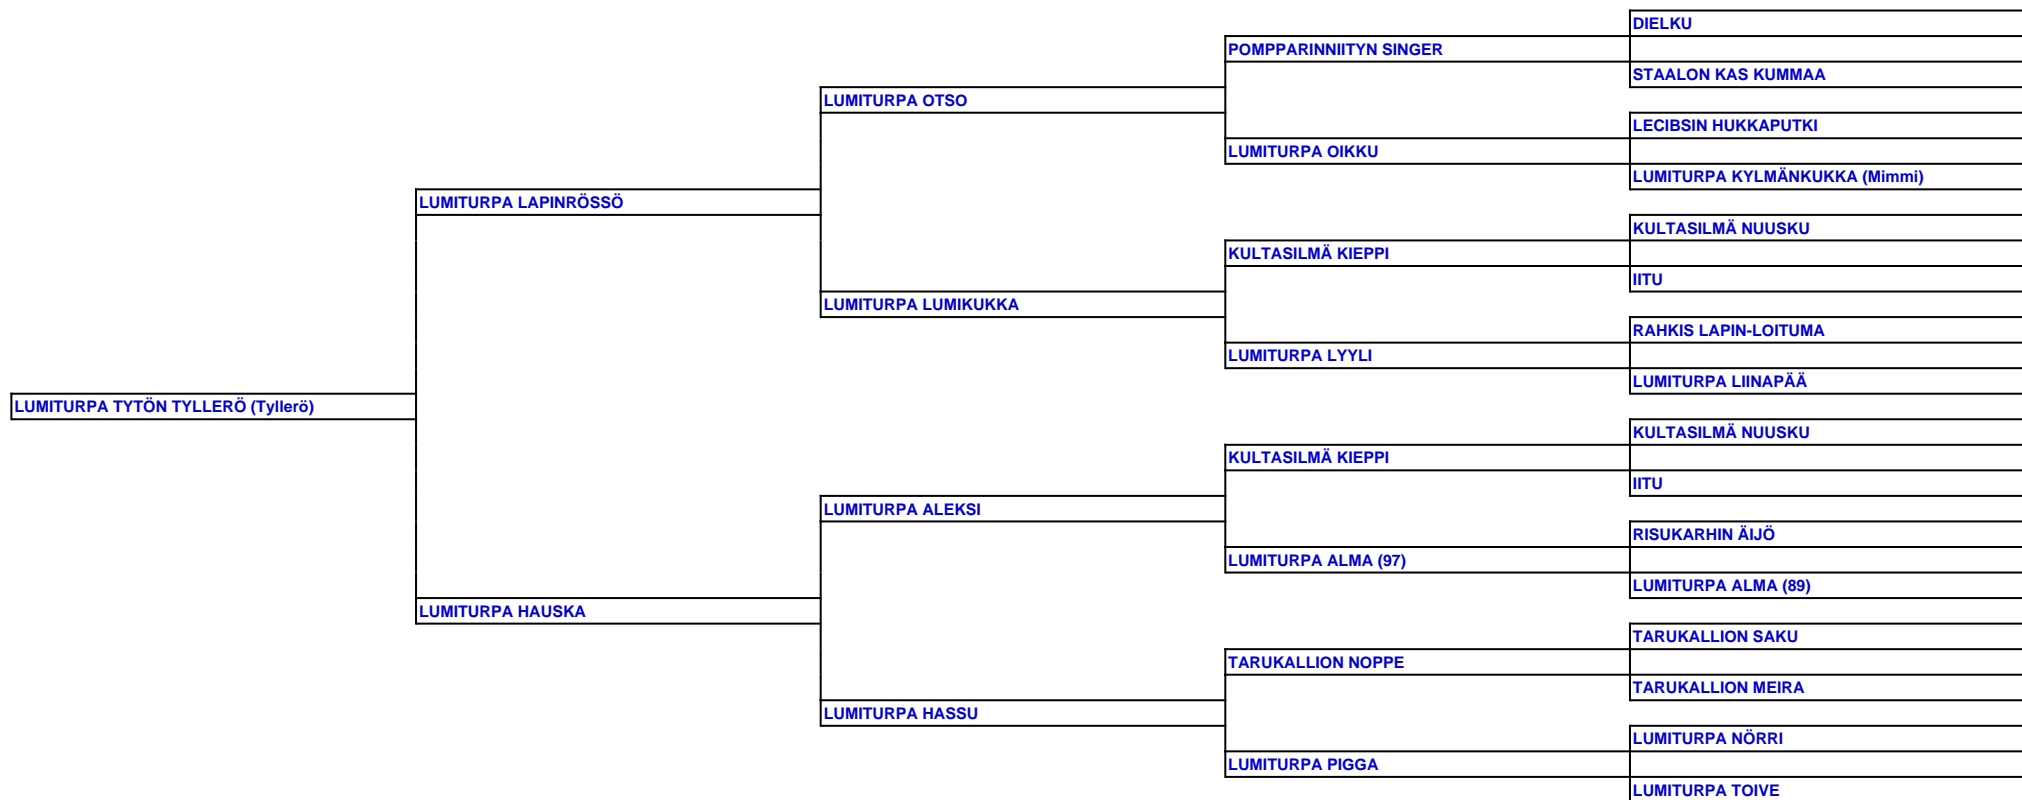 DIELKU
POMPPARINNIITYN SINGER
STAALON KAS KUMMAA
LUMITURPA OTSO
LECIBSIN HUKKAPUTKI
LUMITURPA OIKKU
LUMITURPA KYLMÄNKUKKA (Mimmi)
LUMITURPA LAPINRÖSSÖ
KULTASILMÄ NUUSKU
KULTASILMÄ KIEPPI
IITU
LUMITURPA LUMIKUKKA
RAHKIS LAPIN-LOITUMA
LUMITURPA LYYLI
LUMITURPA LIINAPÄÄ
LUMITURPA TYTÖN TYLLERÖ (Tyllerö)
KULTASILMÄ NUUSKU
KULTASILMÄ KIEPPI
IITU
LUMITURPA ALEKSI
RISUKARHIN ÄIJÖ
LUMITURPA ALMA (97)
LUMITURPA ALMA (89)
LUMITURPA HAUSKA
TARUKALLION SAKU
TARUKALLION NOPPE
TARUKALLION MEIRA
LUMITURPA HASSU
LUMITURPA NÖRRI
LUMITURPA PIGGA
LUMITURPA TOIVE